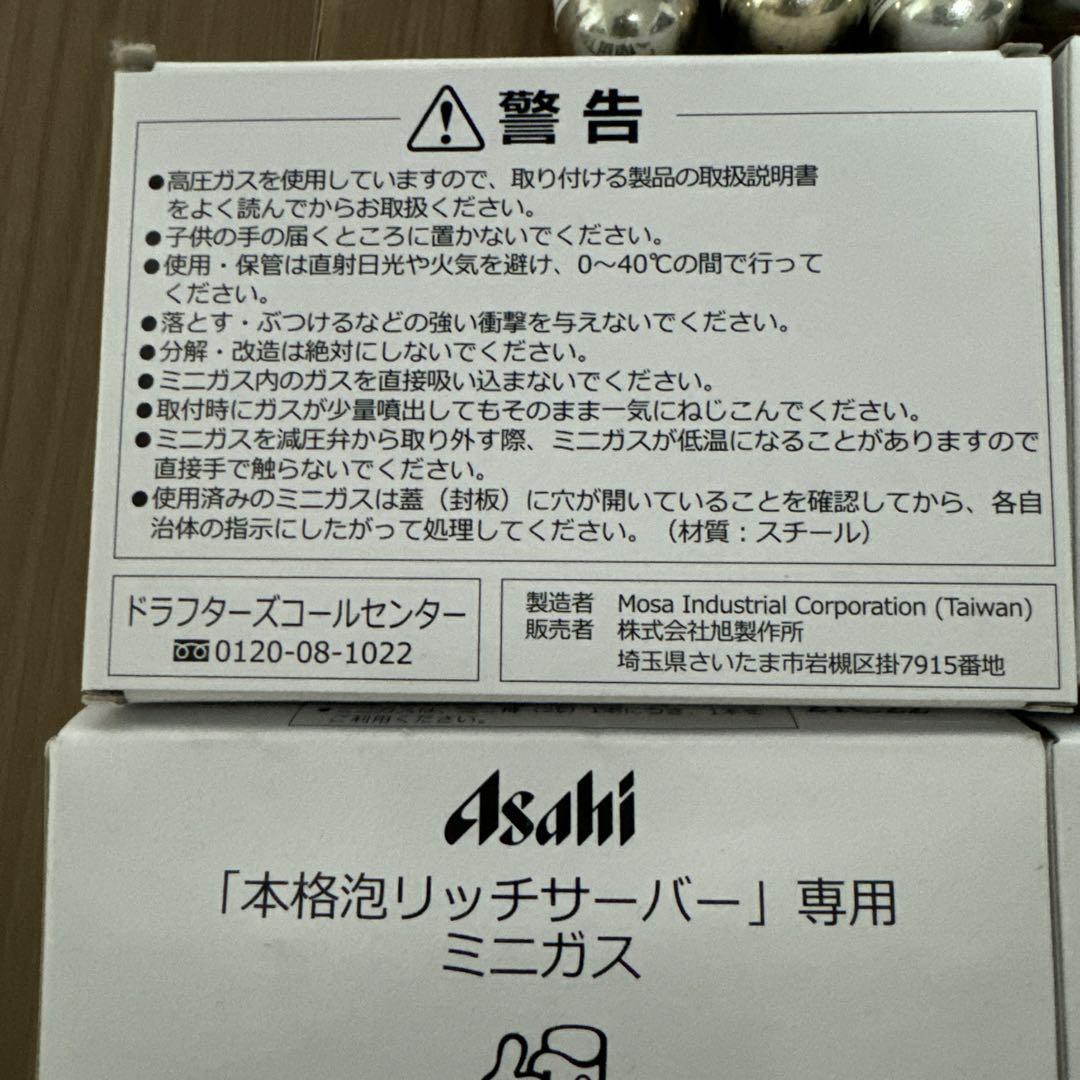 警告
●高圧ガスを使用していますので、取り付ける製品の取扱説明書
をよく読んでからお取扱ください。
●子供の手の届くところに置かないでください。
●使用・保管は直射日光や火気を避け、0～40℃の間で行って
ください。
●落とす・ぶつけるなどの強い衝撃を与えないでください。
●分解・改造は絶対にしないでください。
●ミニガス内のガスを直接吸い込まないでください。
●取付時にガスが少量噴出してもそのまま一気にねじこんでください。
●ミニガスを減圧弁から取り外す際、ミニガスが低温になることがありますので
直接手で触らないでください。
●使用済みのミニガスは蓋（封板）に穴が開いていることを確認してから、各自
治体の指示にしたがって処理してください。（材質：スチール）
ドラフターズコールセンター
0120-08-1022
製造者 Mosa Industrial Corporation (Taiwan)
販売者 株式会社旭製作所
埼玉県さいたま市岩槻区掛7915番地
ご利用ください。
Asahi
「本格泡リッチサーバー」専用
ミニガス